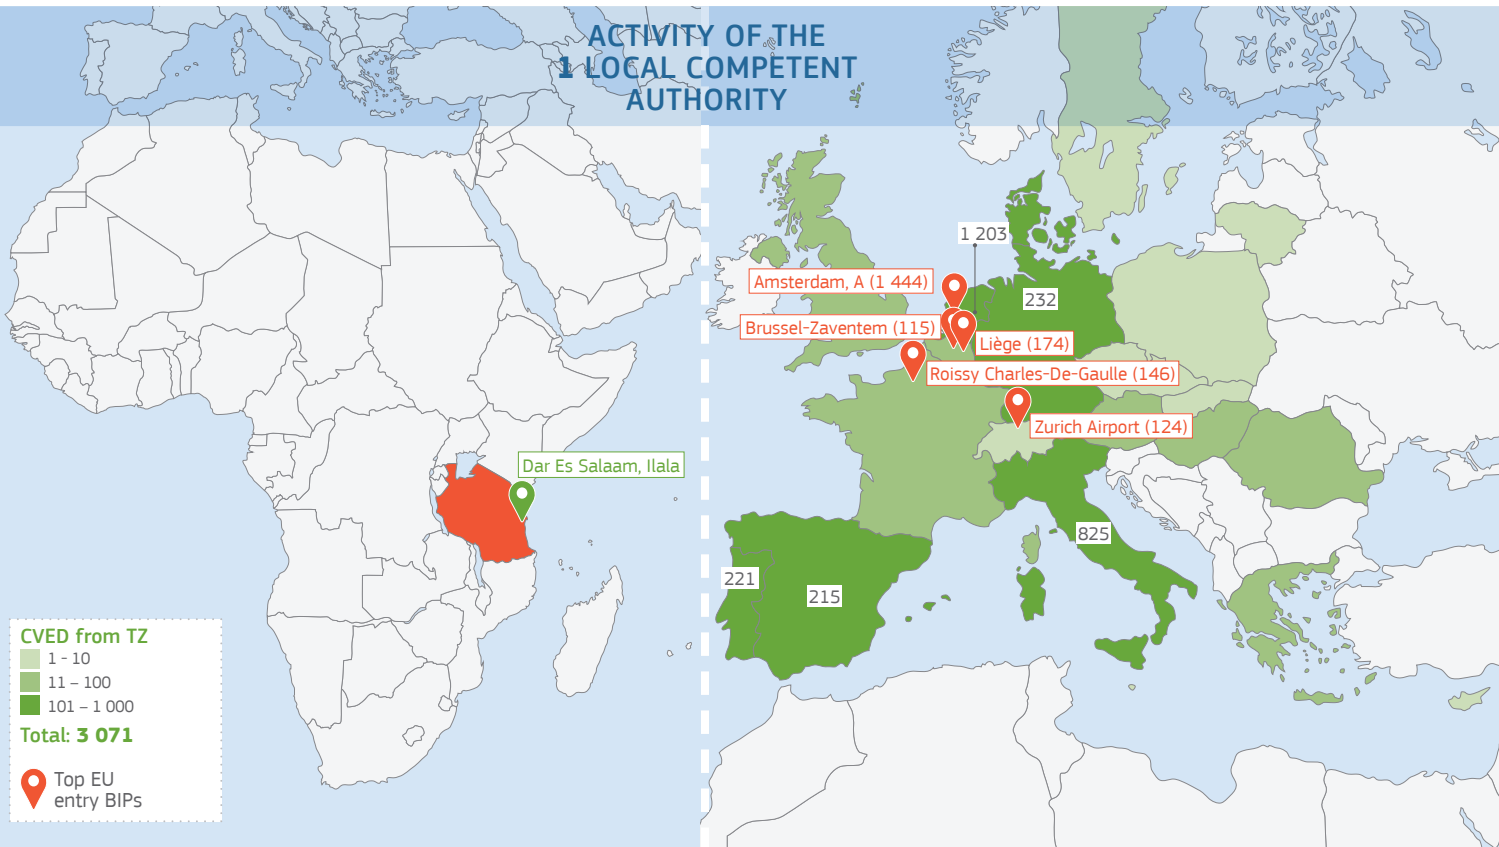 ACTIVITY OF THE
1 LOCAL COMPETENT
AUTHORITY
1 203
Amsterdam, A (1 444)
232
Brussel-Zaventem (115)
Liège (174)
Roissy Charles-De-Gaulle (146)
Zurich Airport (124)
Dar Es Salaam, Ilala
825
221
215
CVED from TZ
1 - 10
11 – 100
101 – 1 000
Total: 3 071
Top EU
entry BIPs